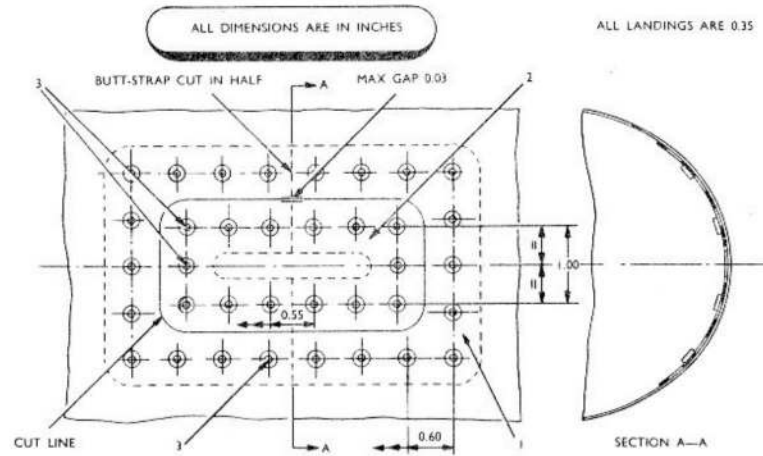 ALL DIMENSIONS ARE IN INCHES
ALL LANDINGS ARE 0.35
BUTT-STRAP CUT IN HALF
A
MAX GAP 0.03
2
3
=
1.00
=
0.55
0.60
CUT LINE
3
A
1
SECTION A—A